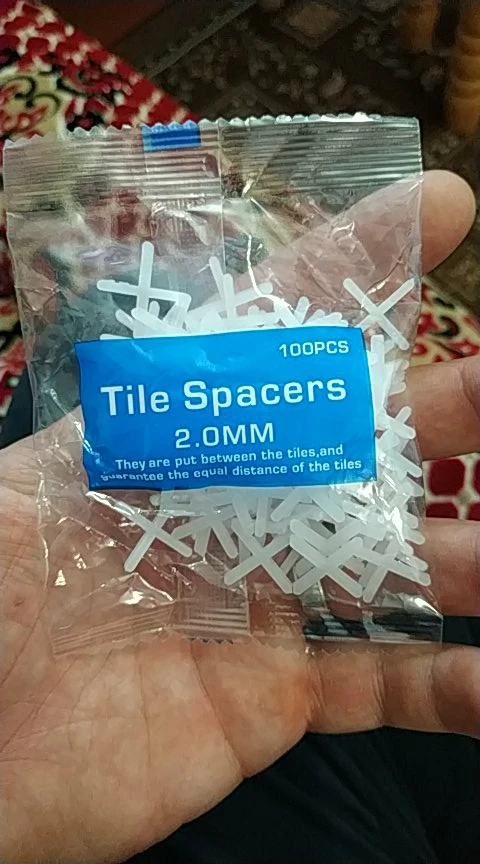 100PCS
Tile Spacers
2.0MM
They are put between the tiles,and
guarantee the equal distance of the tiles